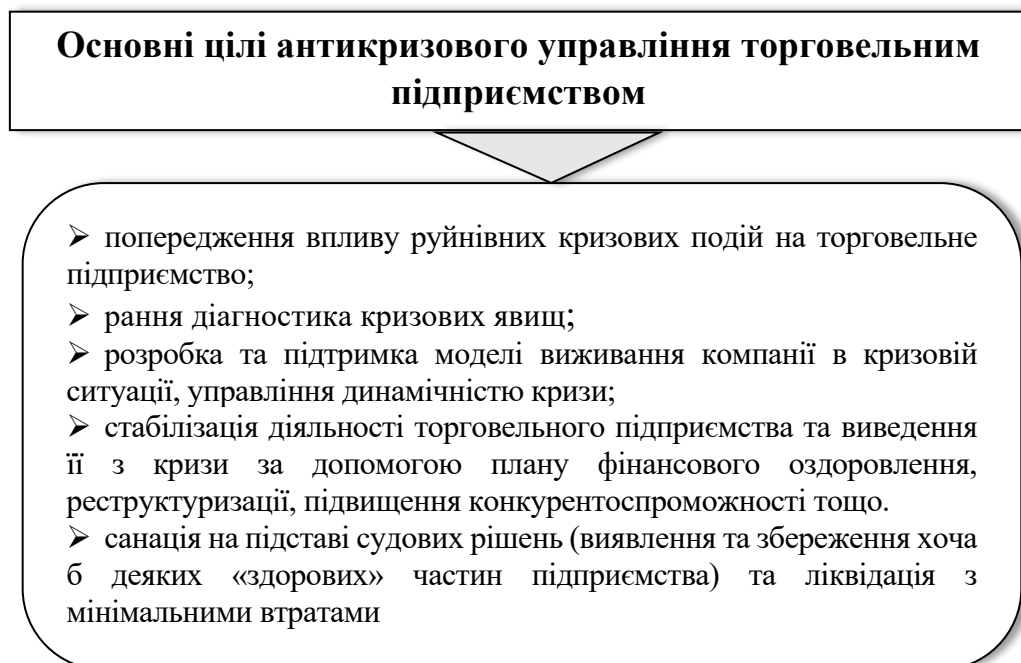 Основні цілі антикризового управління торговельним
підприємством
➢ попередження впливу руйнівних кризових подій на торговельне
підприємство;
➢ рання діагностика кризових явищ;
➢ розробка та підтримка моделі виживання компанії в кризовій
ситуації, управління динамічністю кризи;
➢ стабілізація діяльності торговельного підприємства та виведення
її з кризи за допомогою плану фінансового оздоровлення,
реструктуризації, підвищення конкурентоспроможності тощо.
➢ санація на підставі судових рішень (виявлення та збереження хоча
б деяких «здорових» частин підприємства) та ліквідація з
мінімальними втратами